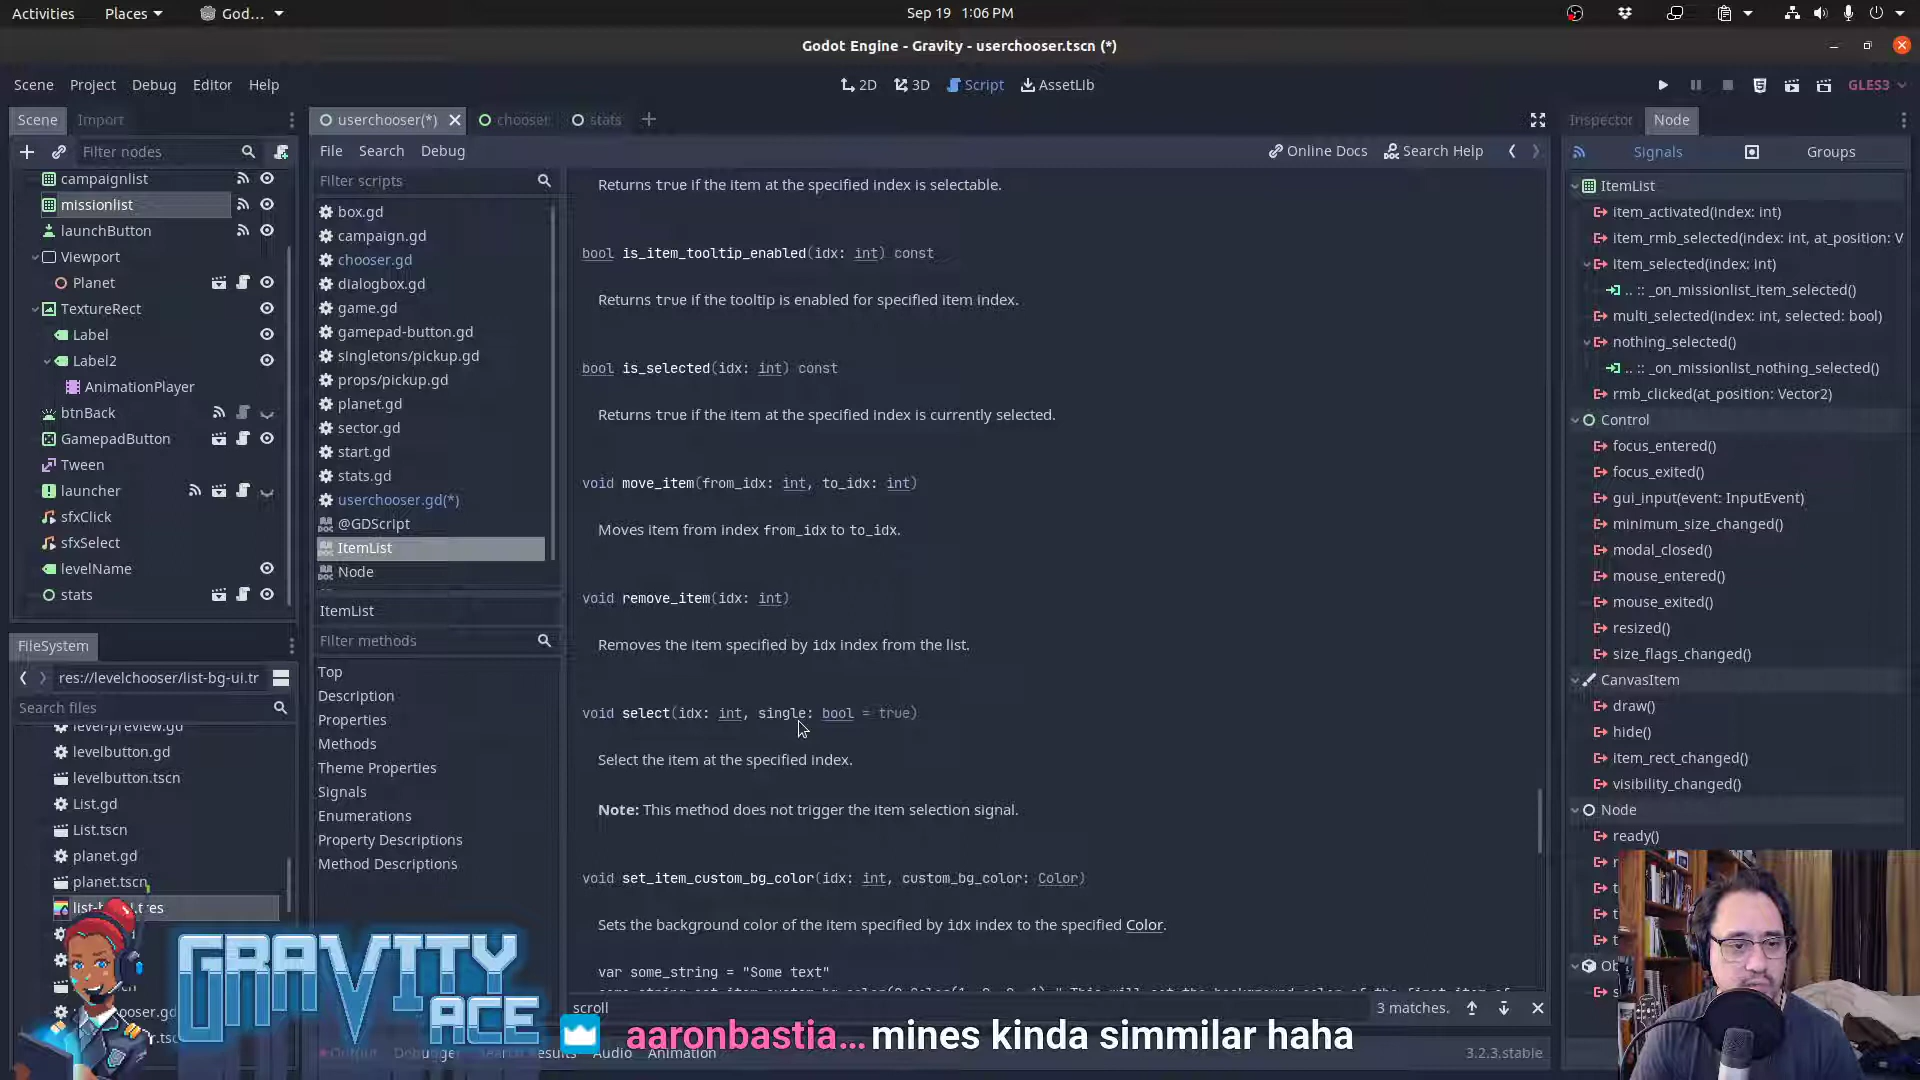 Activities Places God...
Sep 19 1:06 PM
Godot Engine - Gravity - userchooser.tscn (*)
Scene Project Debug Editor Help
2D 3D Script AssetLib
GLES3
Scene Import
Filter nodes
campaignlist
missionlist
launchButton
Viewport
Planet
TextureRect
Label
Label2
AnimationPlayer
btnBack
GamepadButton
Tween
launcher
sfxClick
sfxSelect
levelName
stats
FileSystem
res://levelchooser/list-bg-ui.tr
Search files
level-preview.gd
levelbutton.gd
levelbutton.tscn
List.gd
List.tscn
planet.gd
planet.tscn
userchooser(*) chooser stats
File Search Debug
Online Docs Search Help
Filter scripts
box.gd
campaign.gd
chooser.gd
dialogbox.gd
game.gd
gamepad-button.gd
singletons/pickup.gd
props/pickup.gd
planet.gd
sector.gd
start.gd
stats.gd
userchooser.gd(*)
@GDScript
ItemList
Node
ItemList
Filter methods
Top
Description
Properties
Methods
Theme Properties
Signals
Enumerations
Property Descriptions
Method Descriptions
Returns true if the item at the specified index is selectable.
bool is_item_tooltip_enabled(idx: int) const
Returns true if the tooltip is enabled for specified item index.
bool is_selected(idx: int) const
Returns true if the item at the specified index is currently selected.
void move_item(from_idx: int, to_idx: int)
Moves item from index from_idx to to_idx.
void remove_item(idx: int)
Removes the item specified by idx index from the list.
void select(idx: int, single: bool = true)
Select the item at the specified index.
Note: This method does not trigger the item selection signal.
void set_item_custom_bg_color(idx: int, custom_bg_color: Color)
Sets the background color of the item specified by idx index to the specified Color.
var some_string = "Some text"
scroll
3 matches.
Audio Animation
3.2.3.stable
Inspector Node
Signals Groups
ItemList
item_activated(index: int)
item_rmb_selected(index: int, at_position: V
item_selected(index: int)
.. :: _on_missionlist_item_selected()
multi_selected(index: int, selected: bool)
nothing_selected()
.. :: _on_missionlist_nothing_selected()
rmb_clicked(at_position: Vector2)
Control
focus_entered()
focus_exited()
gui_input(event: InputEvent)
minimum_size_changed()
modal_closed()
mouse_entered()
mouse_exited()
resized()
size_flags_changed()
CanvasItem
draw()
hide()
item_rect_changed()
visibility_changed()
Node
ready()
GRAVITY
ACE
aaronbastia... mines kinda simmilar haha